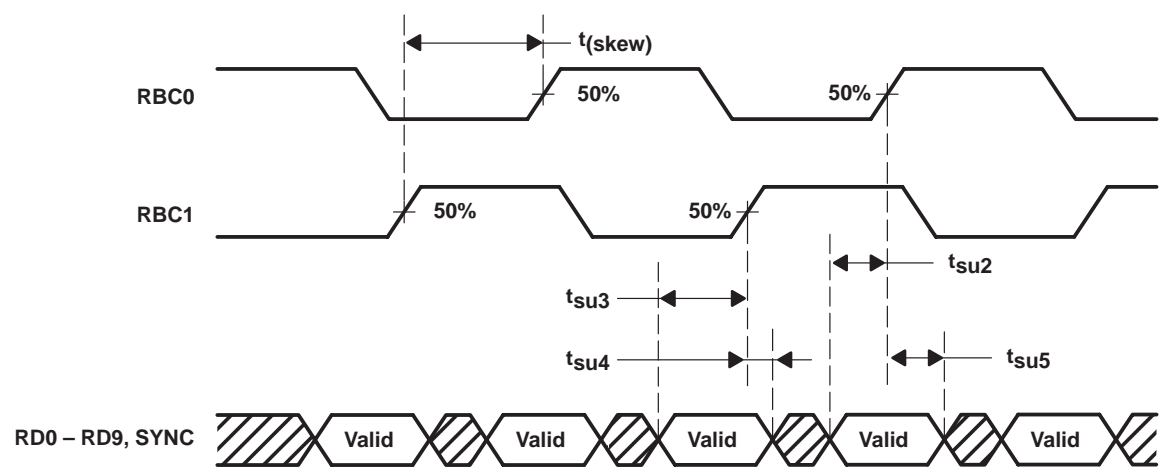 t(skew)
RBC0
50%
50%
RBC1
50%
50%
tsu2
tsu3
tsu4
tsu5
RD0 – RD9, SYNC
Valid
Valid
Valid
Valid
Valid